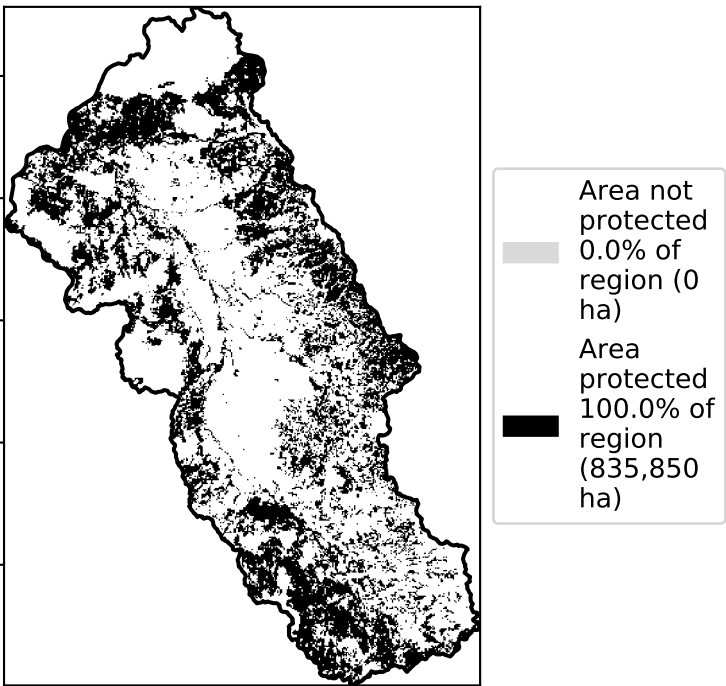 Area not
protected
0.0% of
region (0
ha)
Area
protected
100.0% of
region
(835,850
ha)